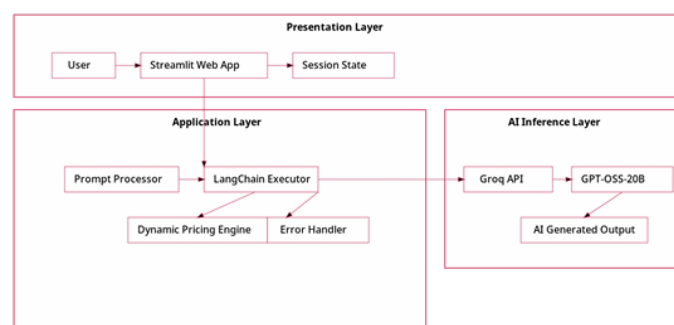 Presentation Layer
User
Streamlit Web App
Session State
Application Layer
AI Inference Layer
Prompt Processor
LangChain Executor
Groq API
GPT-OSS-20B
Dynamic Pricing Engine
Error Handler
AI Generated Output